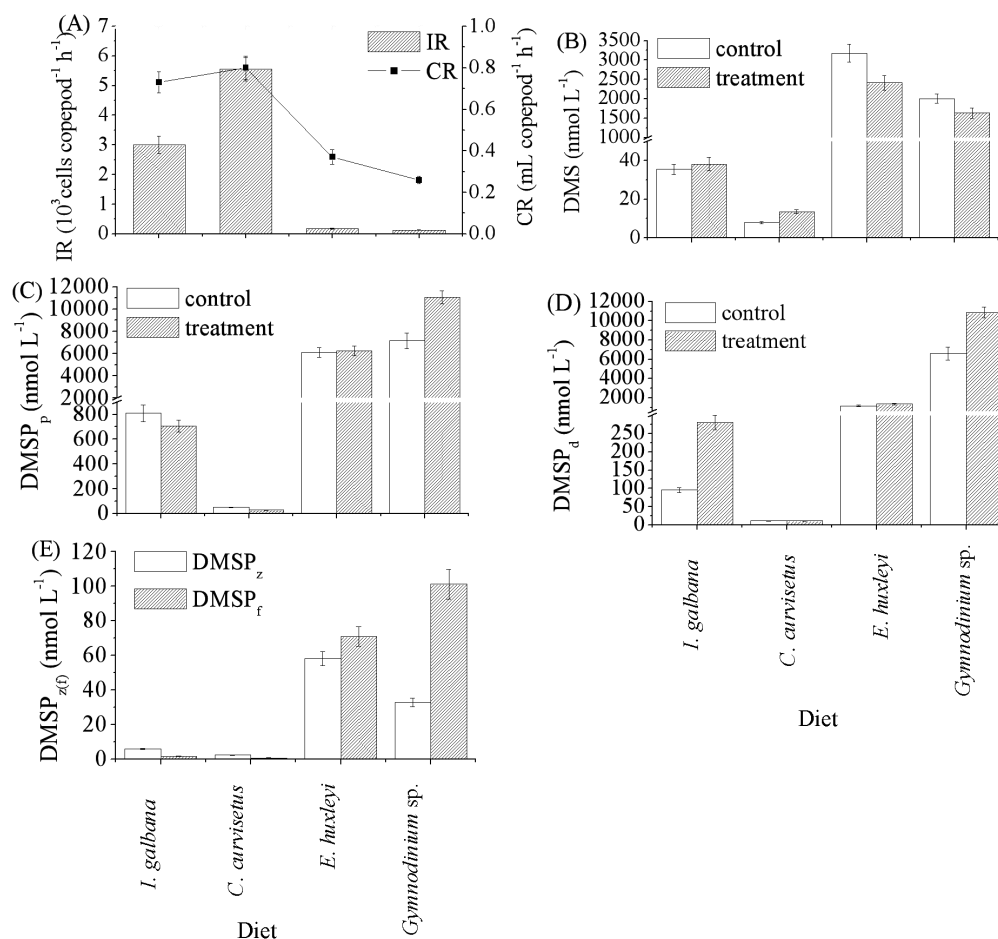 (A)
7
6
5
4
3
2
1
0
IR (10³cells copepod⁻¹ h⁻¹)
IR
CR
1.0
0.8
0.6
0.4
0.2
0.0
CR (mL copepod⁻¹ h⁻¹)
(B)
3500
3000
2500
2000
1500
1000
40
20
0
DMS (nmol L⁻¹)
control
treatment
(C)
12000
10000
8000
6000
4000
2000
800
600
400
200
0
DMSPₚ (nmol L⁻¹)
control
treatment
(D)
12000
10000
8000
6000
4000
2000
250
200
150
100
50
0
DMSP_d (nmol L⁻¹)
control
treatment
I. galbana
C. curvisetus
E. huxleyi
Gymnodinium sp.
Diet
(E)
120
100
80
60
40
20
0
DMSP_z(f) (nmol L⁻¹)
DMSP_z
DMSP_f
I. galbana
C. curvisetus
E. huxleyi
Gymnodinium sp.
Diet